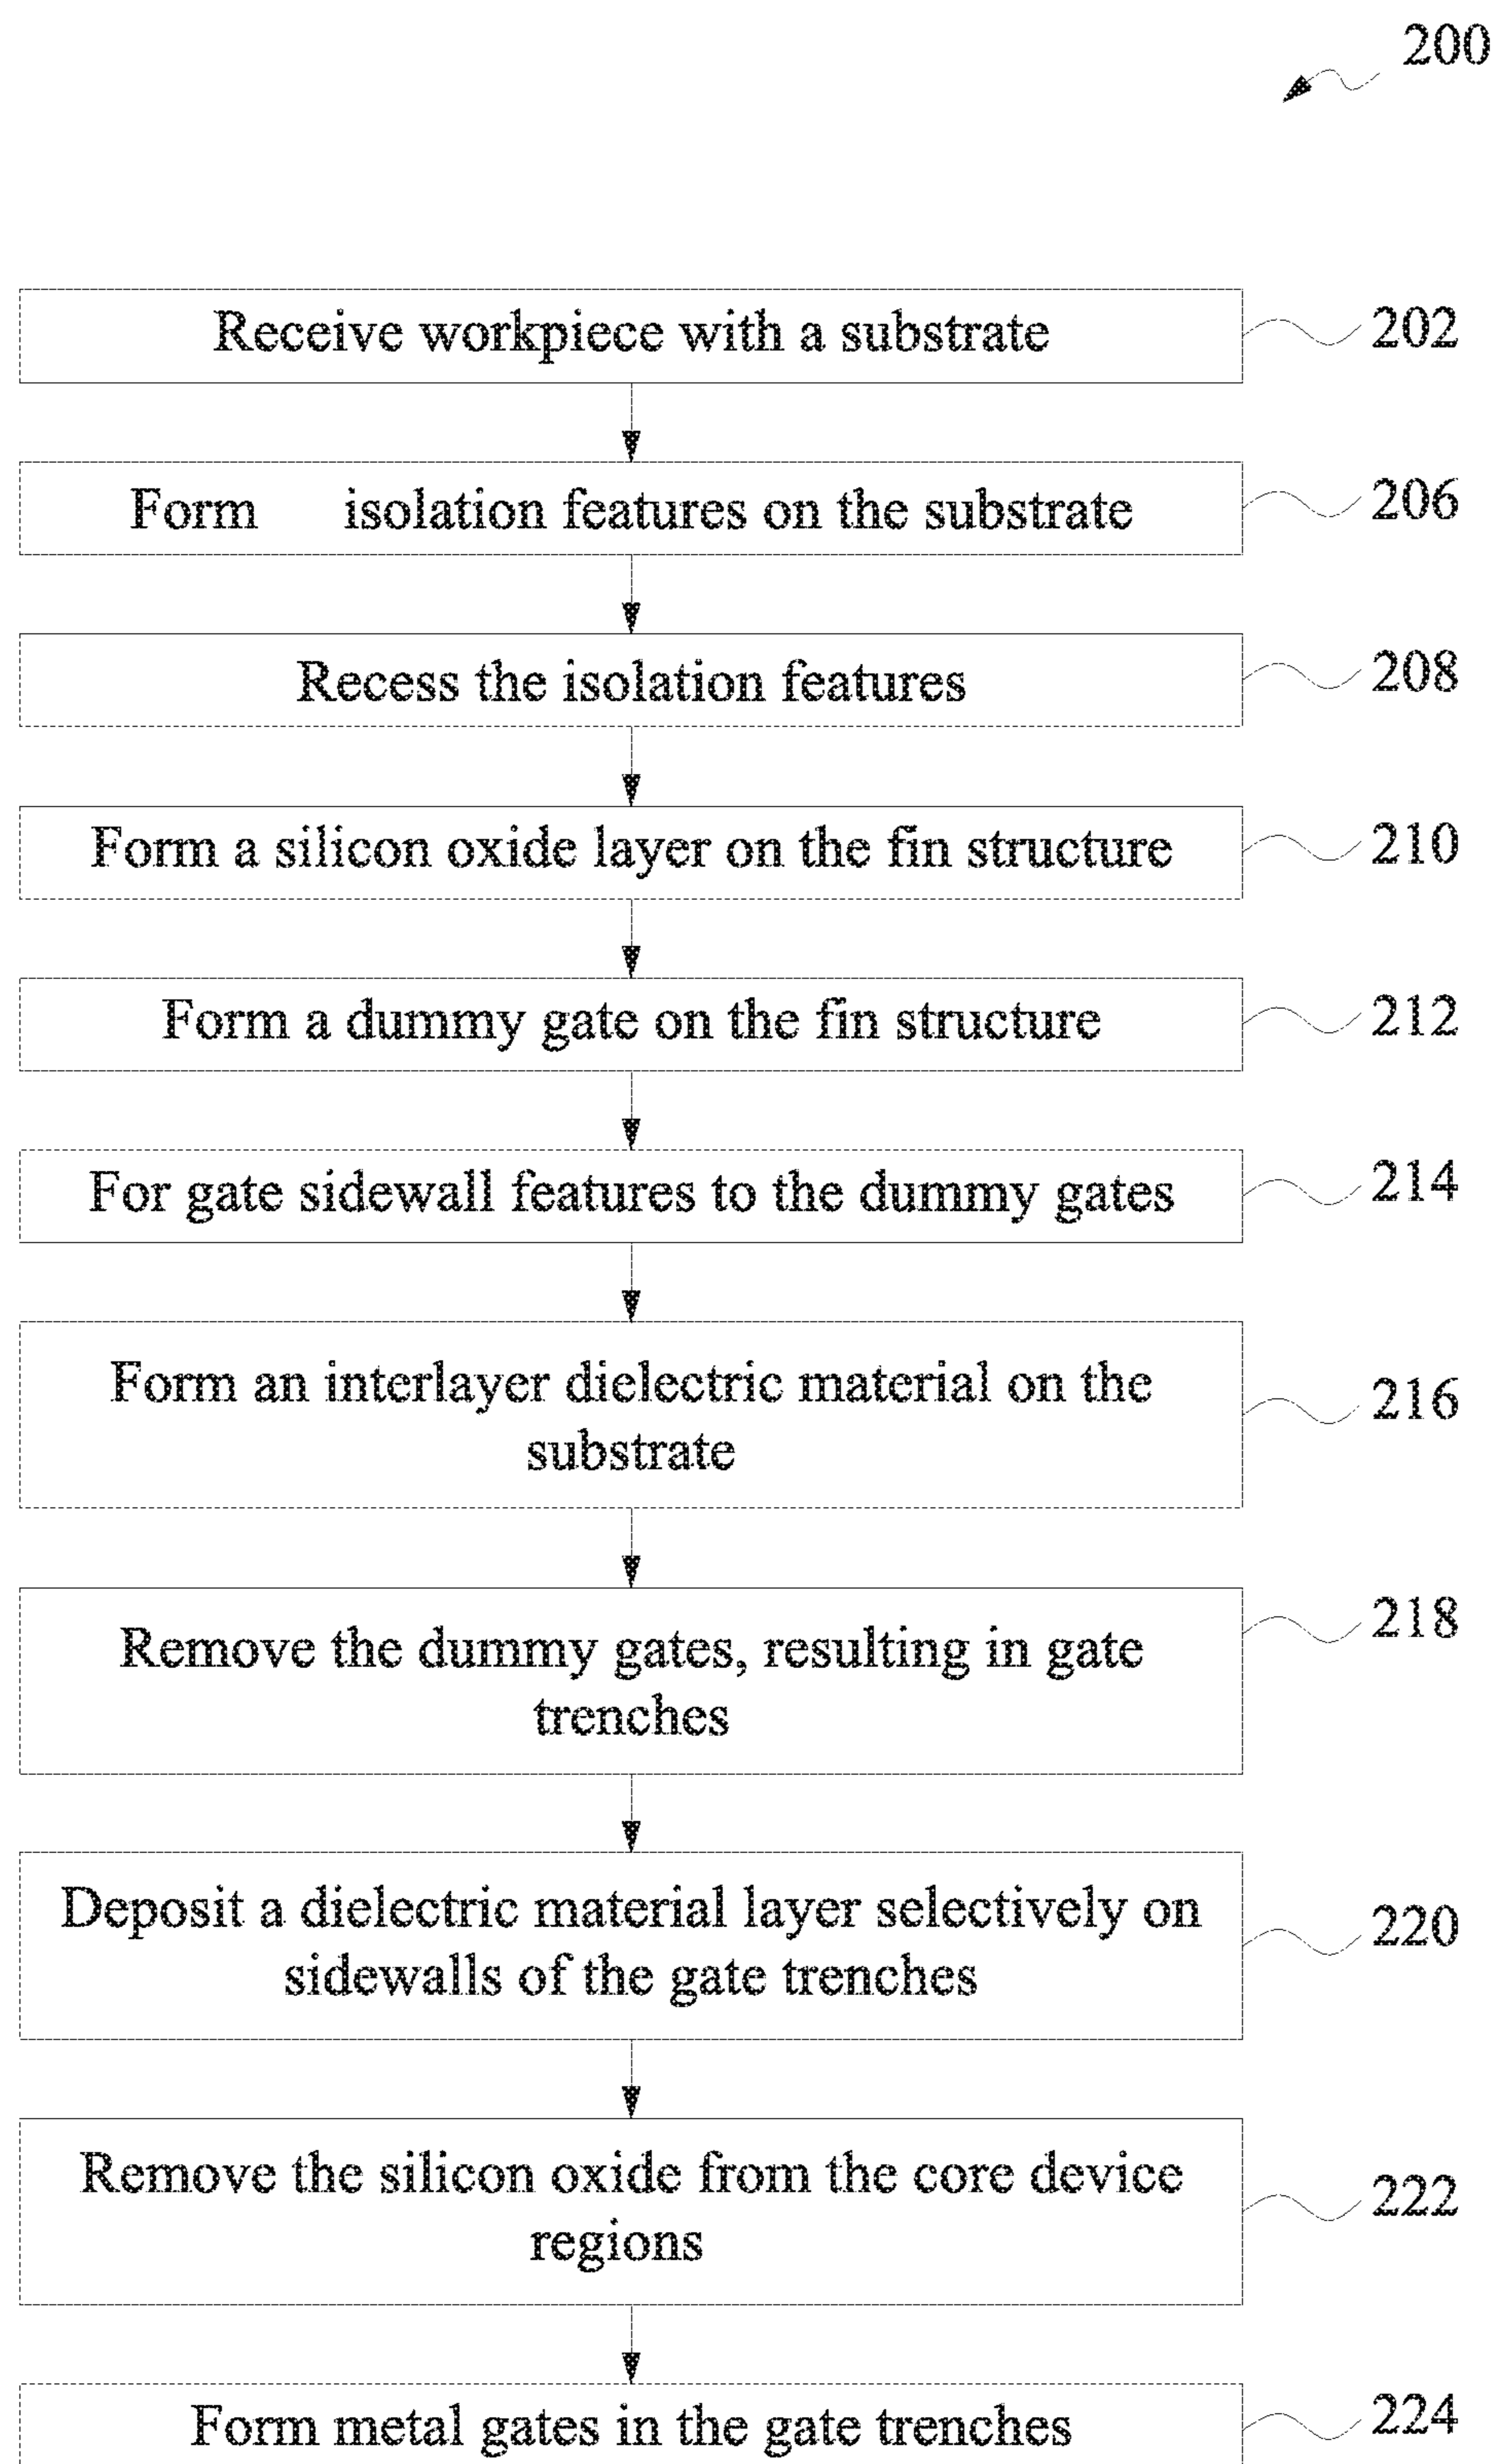 200
Receive workpiece with a substrate
202
Form isolation features on the substrate
206
Recess the isolation features
208
Form a silicon oxide layer on the fin structure
210
Form a dummy gate on the fin structure
212
For gate sidewall features to the dummy gates
214
Form an interlayer dielectric material on the
substrate
216
Remove the dummy gates, resulting in gate
trenches
218
Deposit a dielectric material layer selectively on
sidewalls of the gate trenches
220
Remove the silicon oxide from the core device
regions
222
Form metal gates in the gate trenches
224